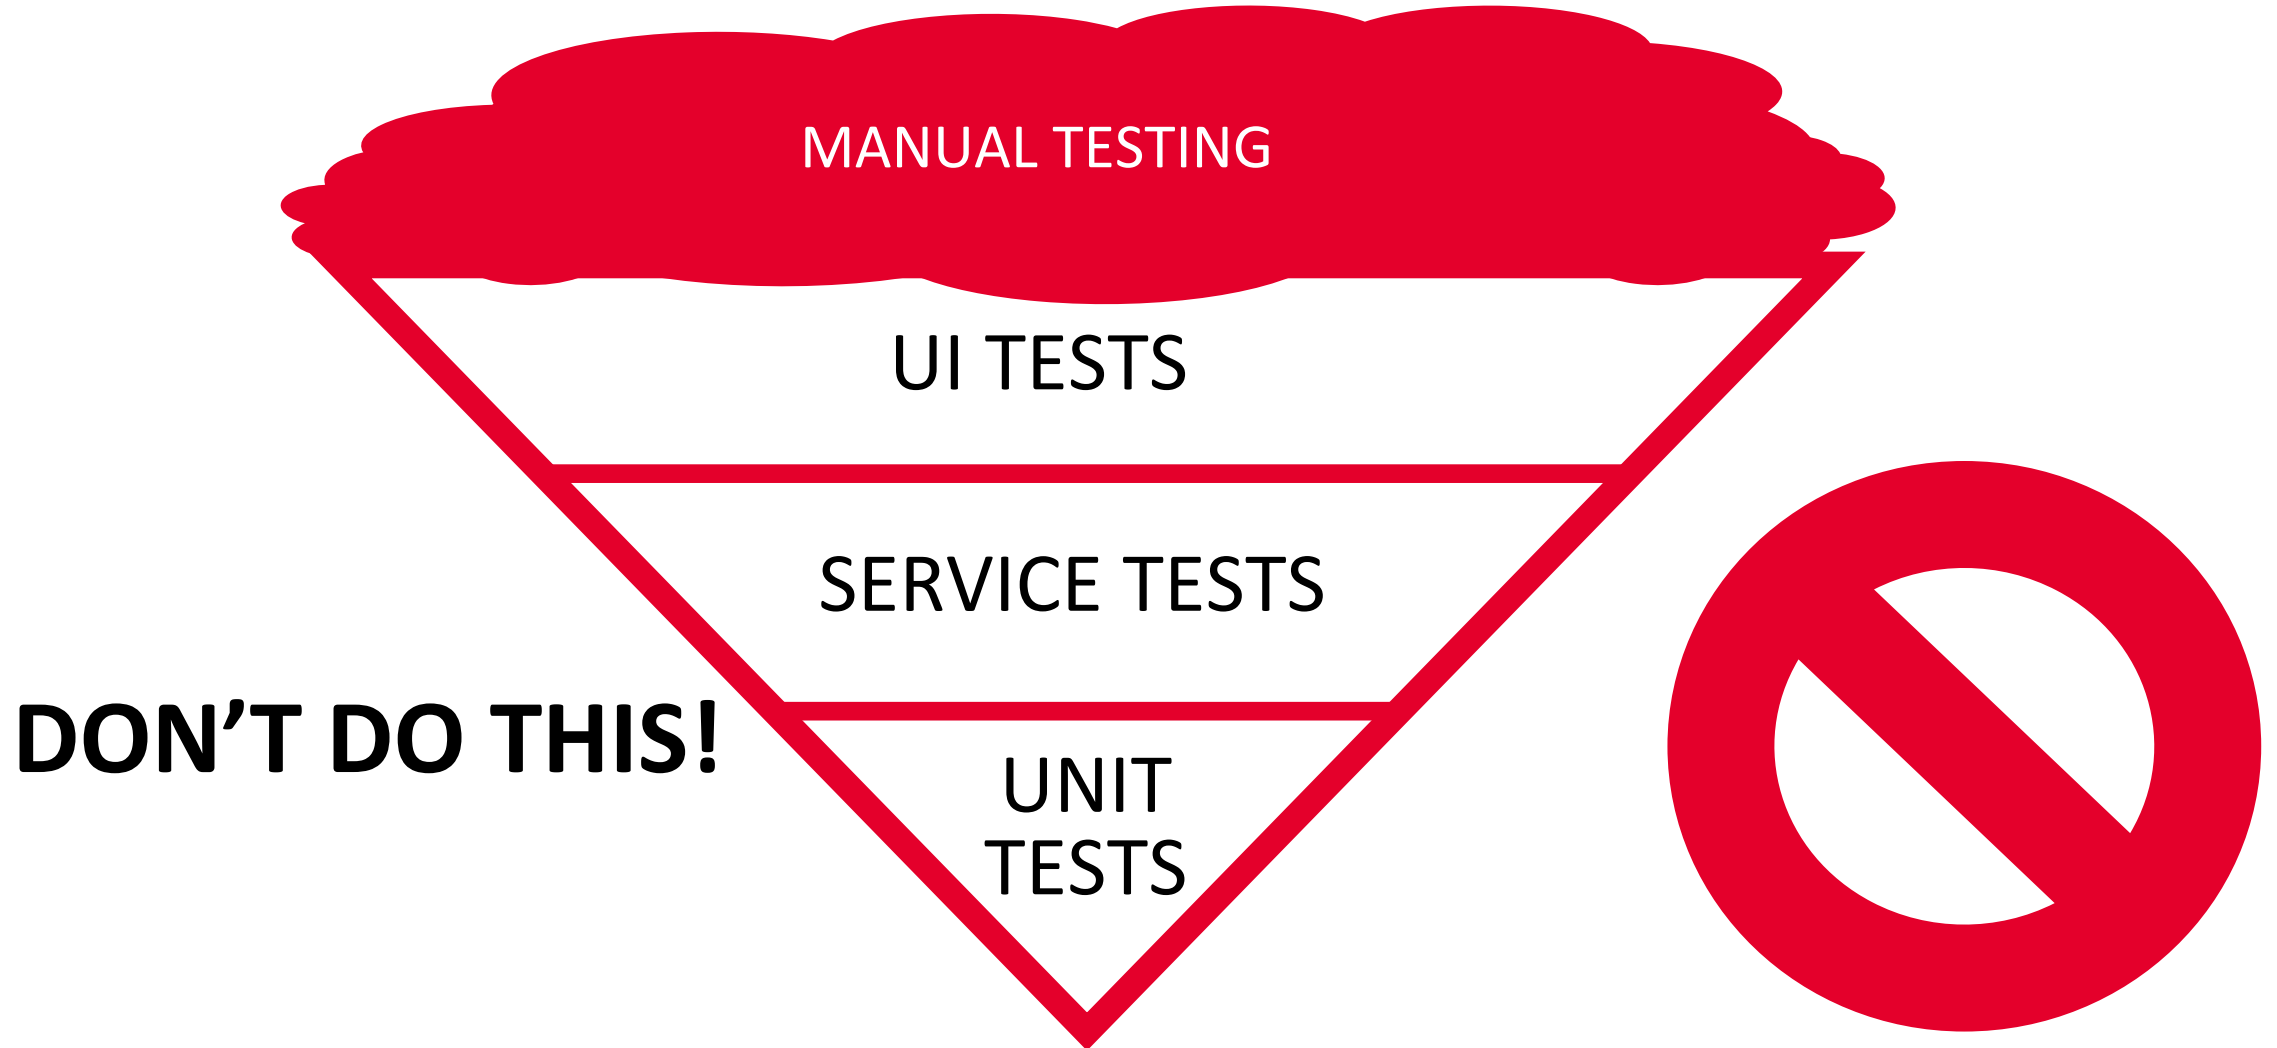 MANUAL TESTING
UI TESTS
SERVICE TESTS
DON’T DO THIS!
UNIT
TESTS